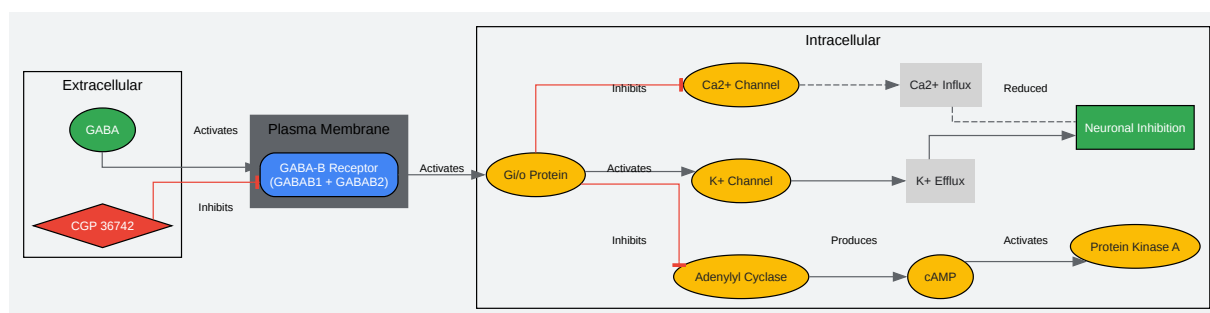 Extracellular
GABA
CGP 36742
Activates
Inhibits
Plasma Membrane
GABA-B Receptor
(GABAB1 + GABAB2)
Activates
Intracellular
Gi/o Protein
Inhibits
Ca2+ Channel
Ca2+ Influx
Reduced
Neuronal Inhibition
Activates
K+ Channel
K+ Efflux
Inhibits
Adenylyl Cyclase
Produces
cAMP
Activates
Protein Kinase A